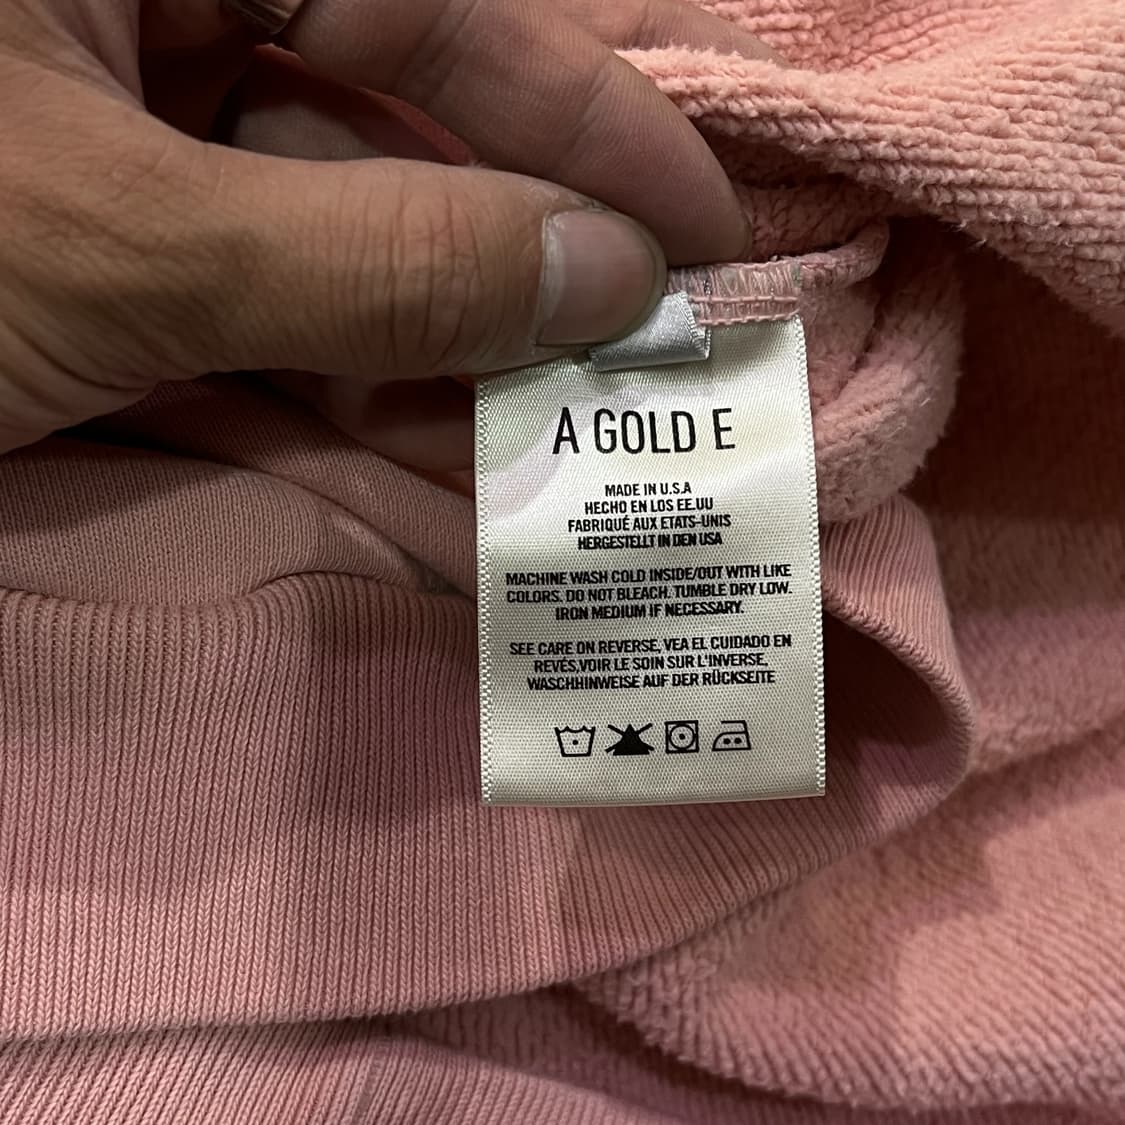 A GOLD E
MADE IN U.S.A
HECHO EN LOS EE.UU
FABRIQUÉ AUX ETATS-UNIS
HERGESTELLT IN DEN USA
MACHINE WASH COLD INSIDE/OUT WITH LIKE
COLORS. DO NOT BLEACH. TUMBLE DRY LOW.
IRON MEDIUM IF NECESSARY.
SEE CARE ON REVERSE, VEA EL CUIDADO EN
REVÉS,VOIR LE SOIN SUR L'INVERSE,
WASCHHINWEISE AUF DER RÜCKSEITE